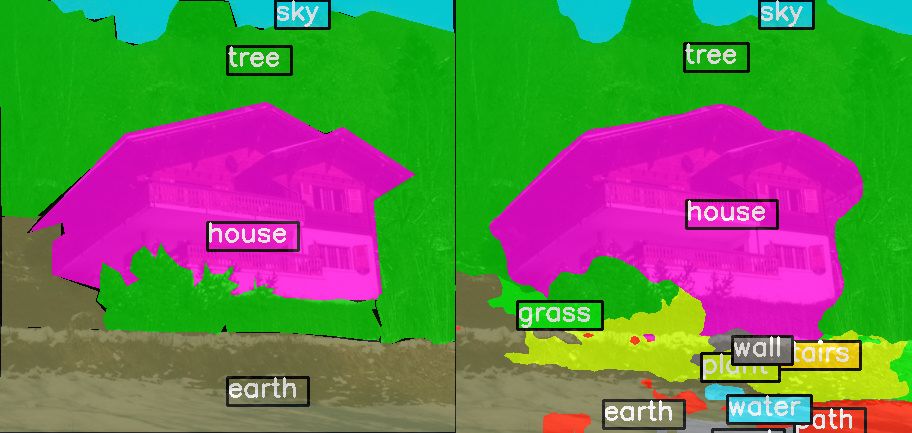 sky
sky
tree
tree
house
house
grass
wall
tairs
plant
earth
earth
water
path